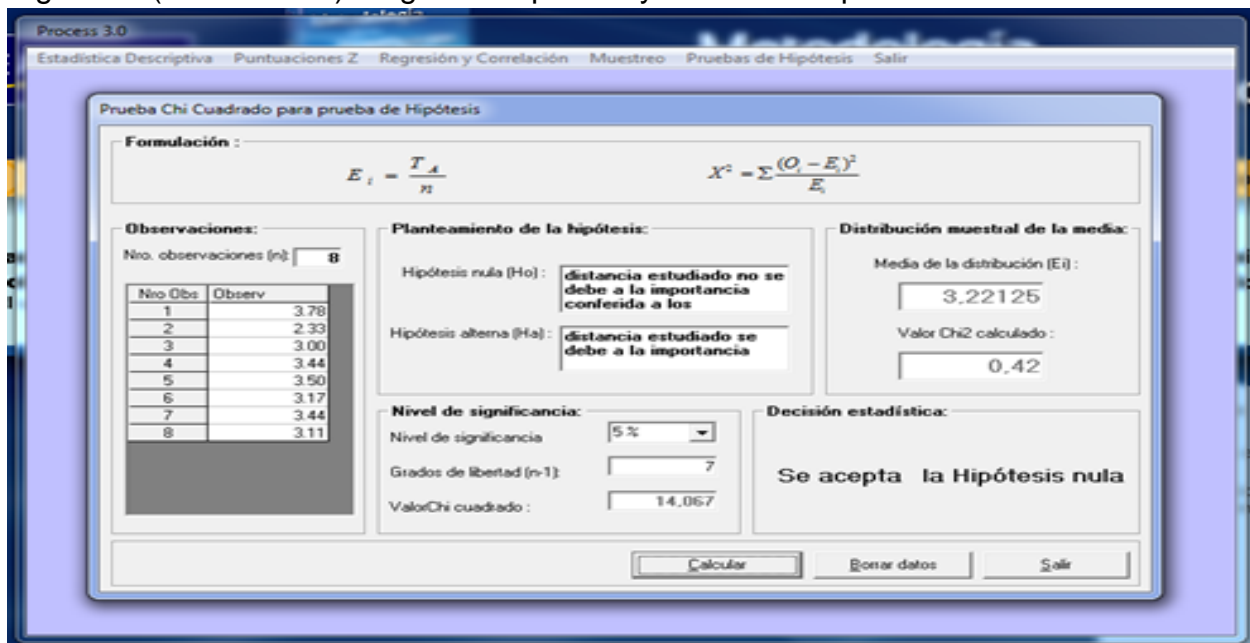 Process 3.0
Estadística Descriptiva Puntuaciones Z Regresión y Correlación Muestreo Pruebas de Hipótesis Salir
Prueba Chi Cuadrado para prueba de Hipótesis
Formulación :
E i = T A / n
X² = Σ (O i − E i)² / E i
Observaciones:
Nro. observaciones (n): 8
Nro Obs Observ
1 3.78
2 2.33
3 3.00
4 3.44
5 3.50
6 3.17
7 3.44
8 3.11
Planteamiento de la hipótesis:
Hipótesis nula (Ho) : distancia estudiado no se
debe a la importancia
conferida a los
Hipótesis alterna (Ha) : distancia estudiado se
debe a la importancia
Distribución muestral de la media:
Media de la distribución (Ei) :
3,22125
Valor Chi2 calculado :
0,42
Nivel de significancia:
Nivel de significancia 5 %
Grados de libertad (n-1): 7
ValorChi cuadrado : 14,067
Decisión estadística:
Se acepta la Hipótesis nula
Calcular Borrar datos Salir